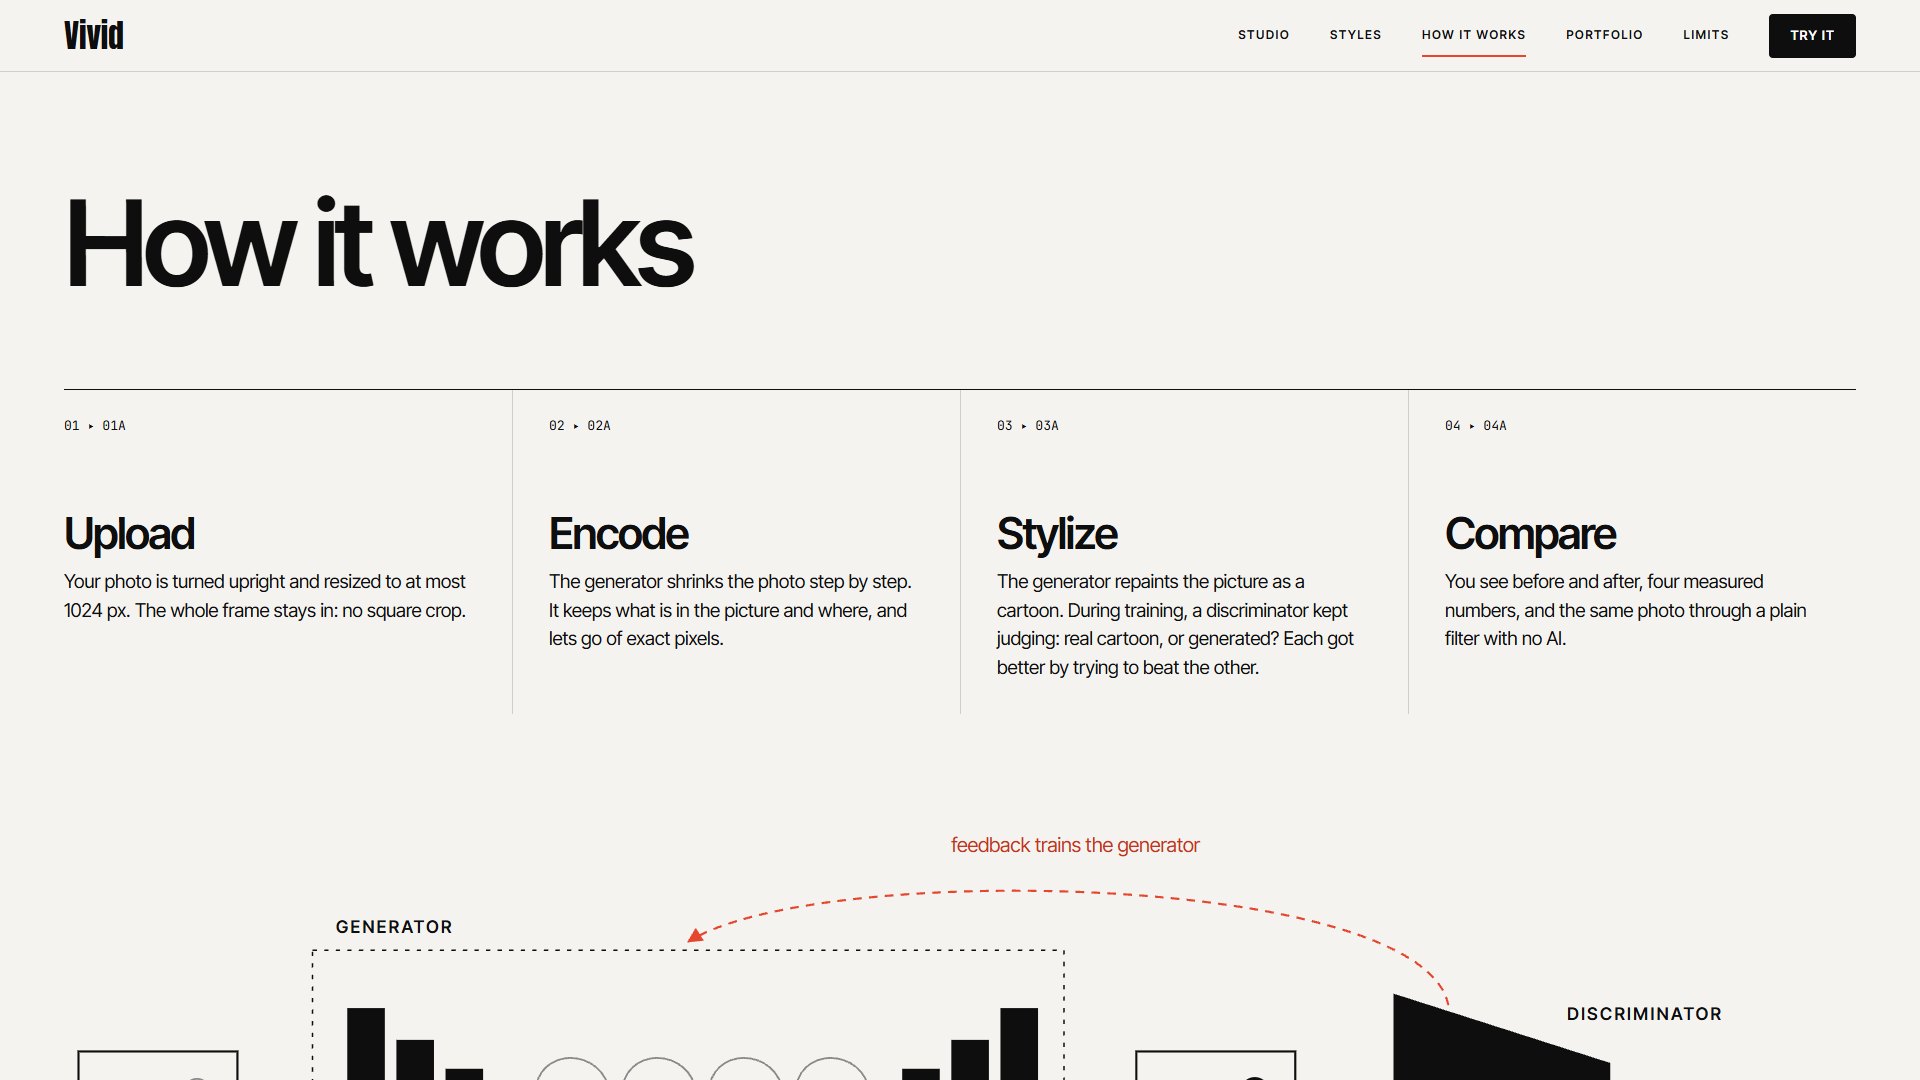 Vivid
STUDIO
STYLES
HOW IT WORKS
PORTFOLIO
LIMITS
TRY IT
How it works
01 ▸ 01A
Upload
Your photo is turned upright and resized to at most
1024 px. The whole frame stays in: no square crop.
02 ▸ 02A
Encode
The generator shrinks the photo step by step.
It keeps what is in the picture and where, and
lets go of exact pixels.
03 ▸ 03A
Stylize
The generator repaints the picture as a
cartoon. During training, a discriminator kept
judging: real cartoon, or generated? Each got
better by trying to beat the other.
04 ▸ 04A
Compare
You see before and after, four measured
numbers, and the same photo through a plain
filter with no AI.
feedback trains the generator
GENERATOR
DISCRIMINATOR